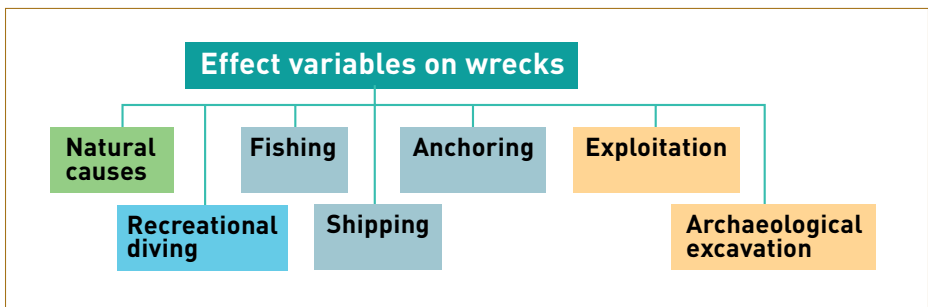 Effect variables on wrecks
Natural
causes
Fishing
Anchoring
Exploitation
Recreational
diving
Shipping
Archaeological
excavation